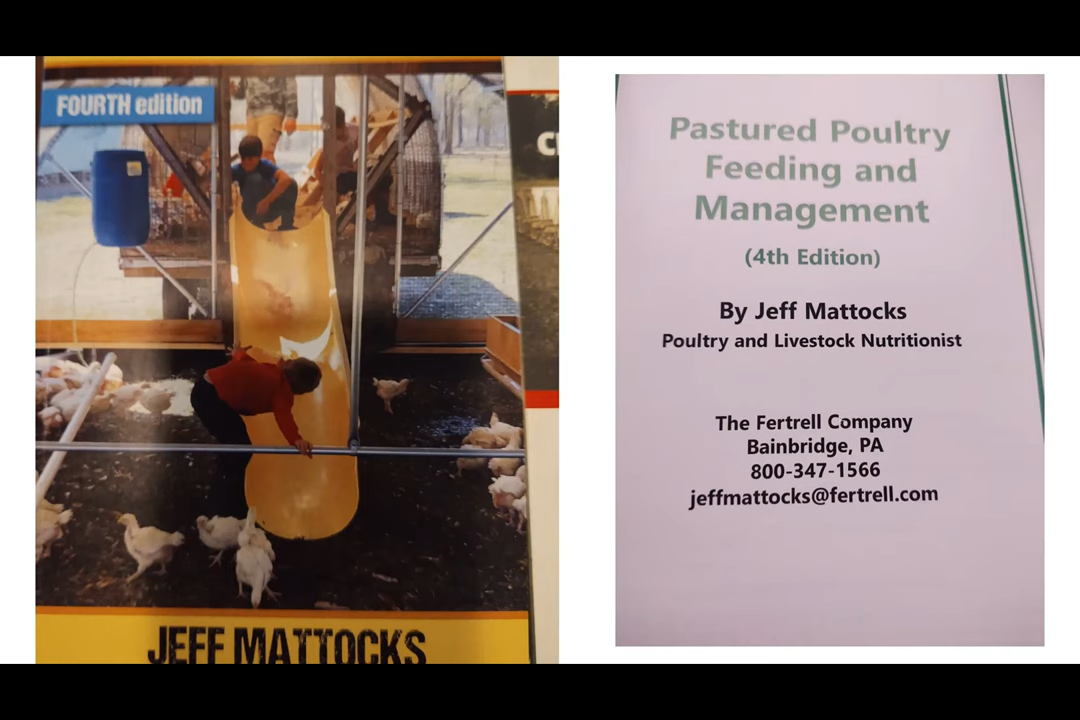 FOURTH edition
JEFF MATTOCKS
Pastured Poultry
Feeding and
Management
(4th Edition)
By Jeff Mattocks
Poultry and Livestock Nutritionist
The Fertrell Company
Bainbridge, PA
800-347-1566
jeffmattocks@fertrell.com